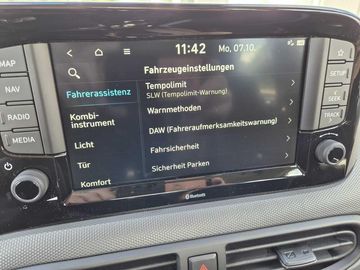 11:42 Mo, 07.10.
Fahrzeugeinstellungen
Fahrerassistenz
Kombi-
instrument
Licht
Tür
Komfort
Tempolimit
SLW (Tempolimit-Warnung)
Warnmethoden
DAW (Fahreraufmerksamkeitswarnung)
Fahrsicherheit
Sicherheit Parken
MAP
NAV
RADIO
MEDIA
SETUP
SEEK
TRACK
Bluetooth